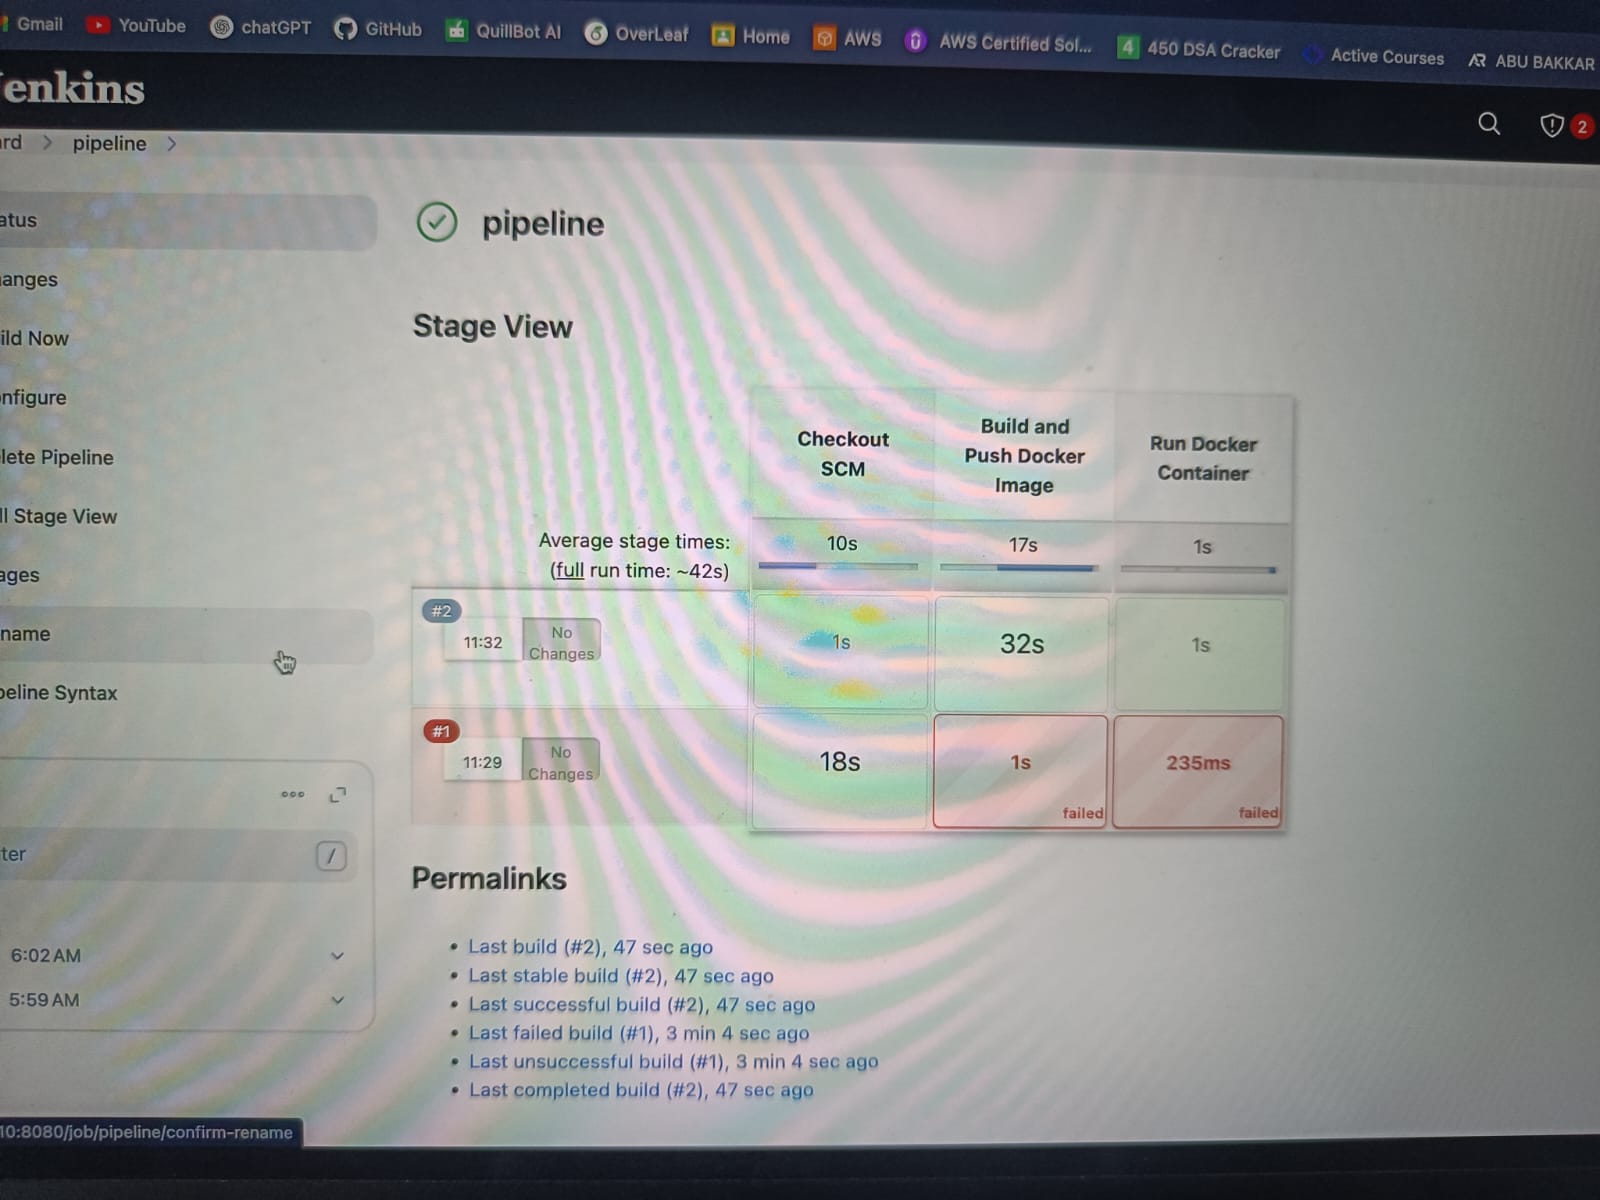 Gmail YouTube chatGPT GitHub QuillBot AI OverLeaf Home AWS AWS Certified Sol... 4 450 DSA Cracker Active Courses AR ABU BAKKAR
enkins
2
rd > pipeline >
atus
anges
ild Now
nfigure
lete Pipeline
ll Stage View
ages
name
peline Syntax
ter /
6:02 AM
5:59 AM
pipeline
Stage View
Checkout
SCM
Build and
Push Docker
Image
Run Docker
Container
Average stage times:
(full run time: ~42s)
10s
17s
1s
#2
11:32
No
Changes
1s
32s
1s
#1
11:29
No
Changes
18s
1s
failed
235ms
failed
Permalinks
• Last build (#2), 47 sec ago
• Last stable build (#2), 47 sec ago
• Last successful build (#2), 47 sec ago
• Last failed build (#1), 3 min 4 sec ago
• Last unsuccessful build (#1), 3 min 4 sec ago
• Last completed build (#2), 47 sec ago
10:8080/job/pipeline/confirm-rename